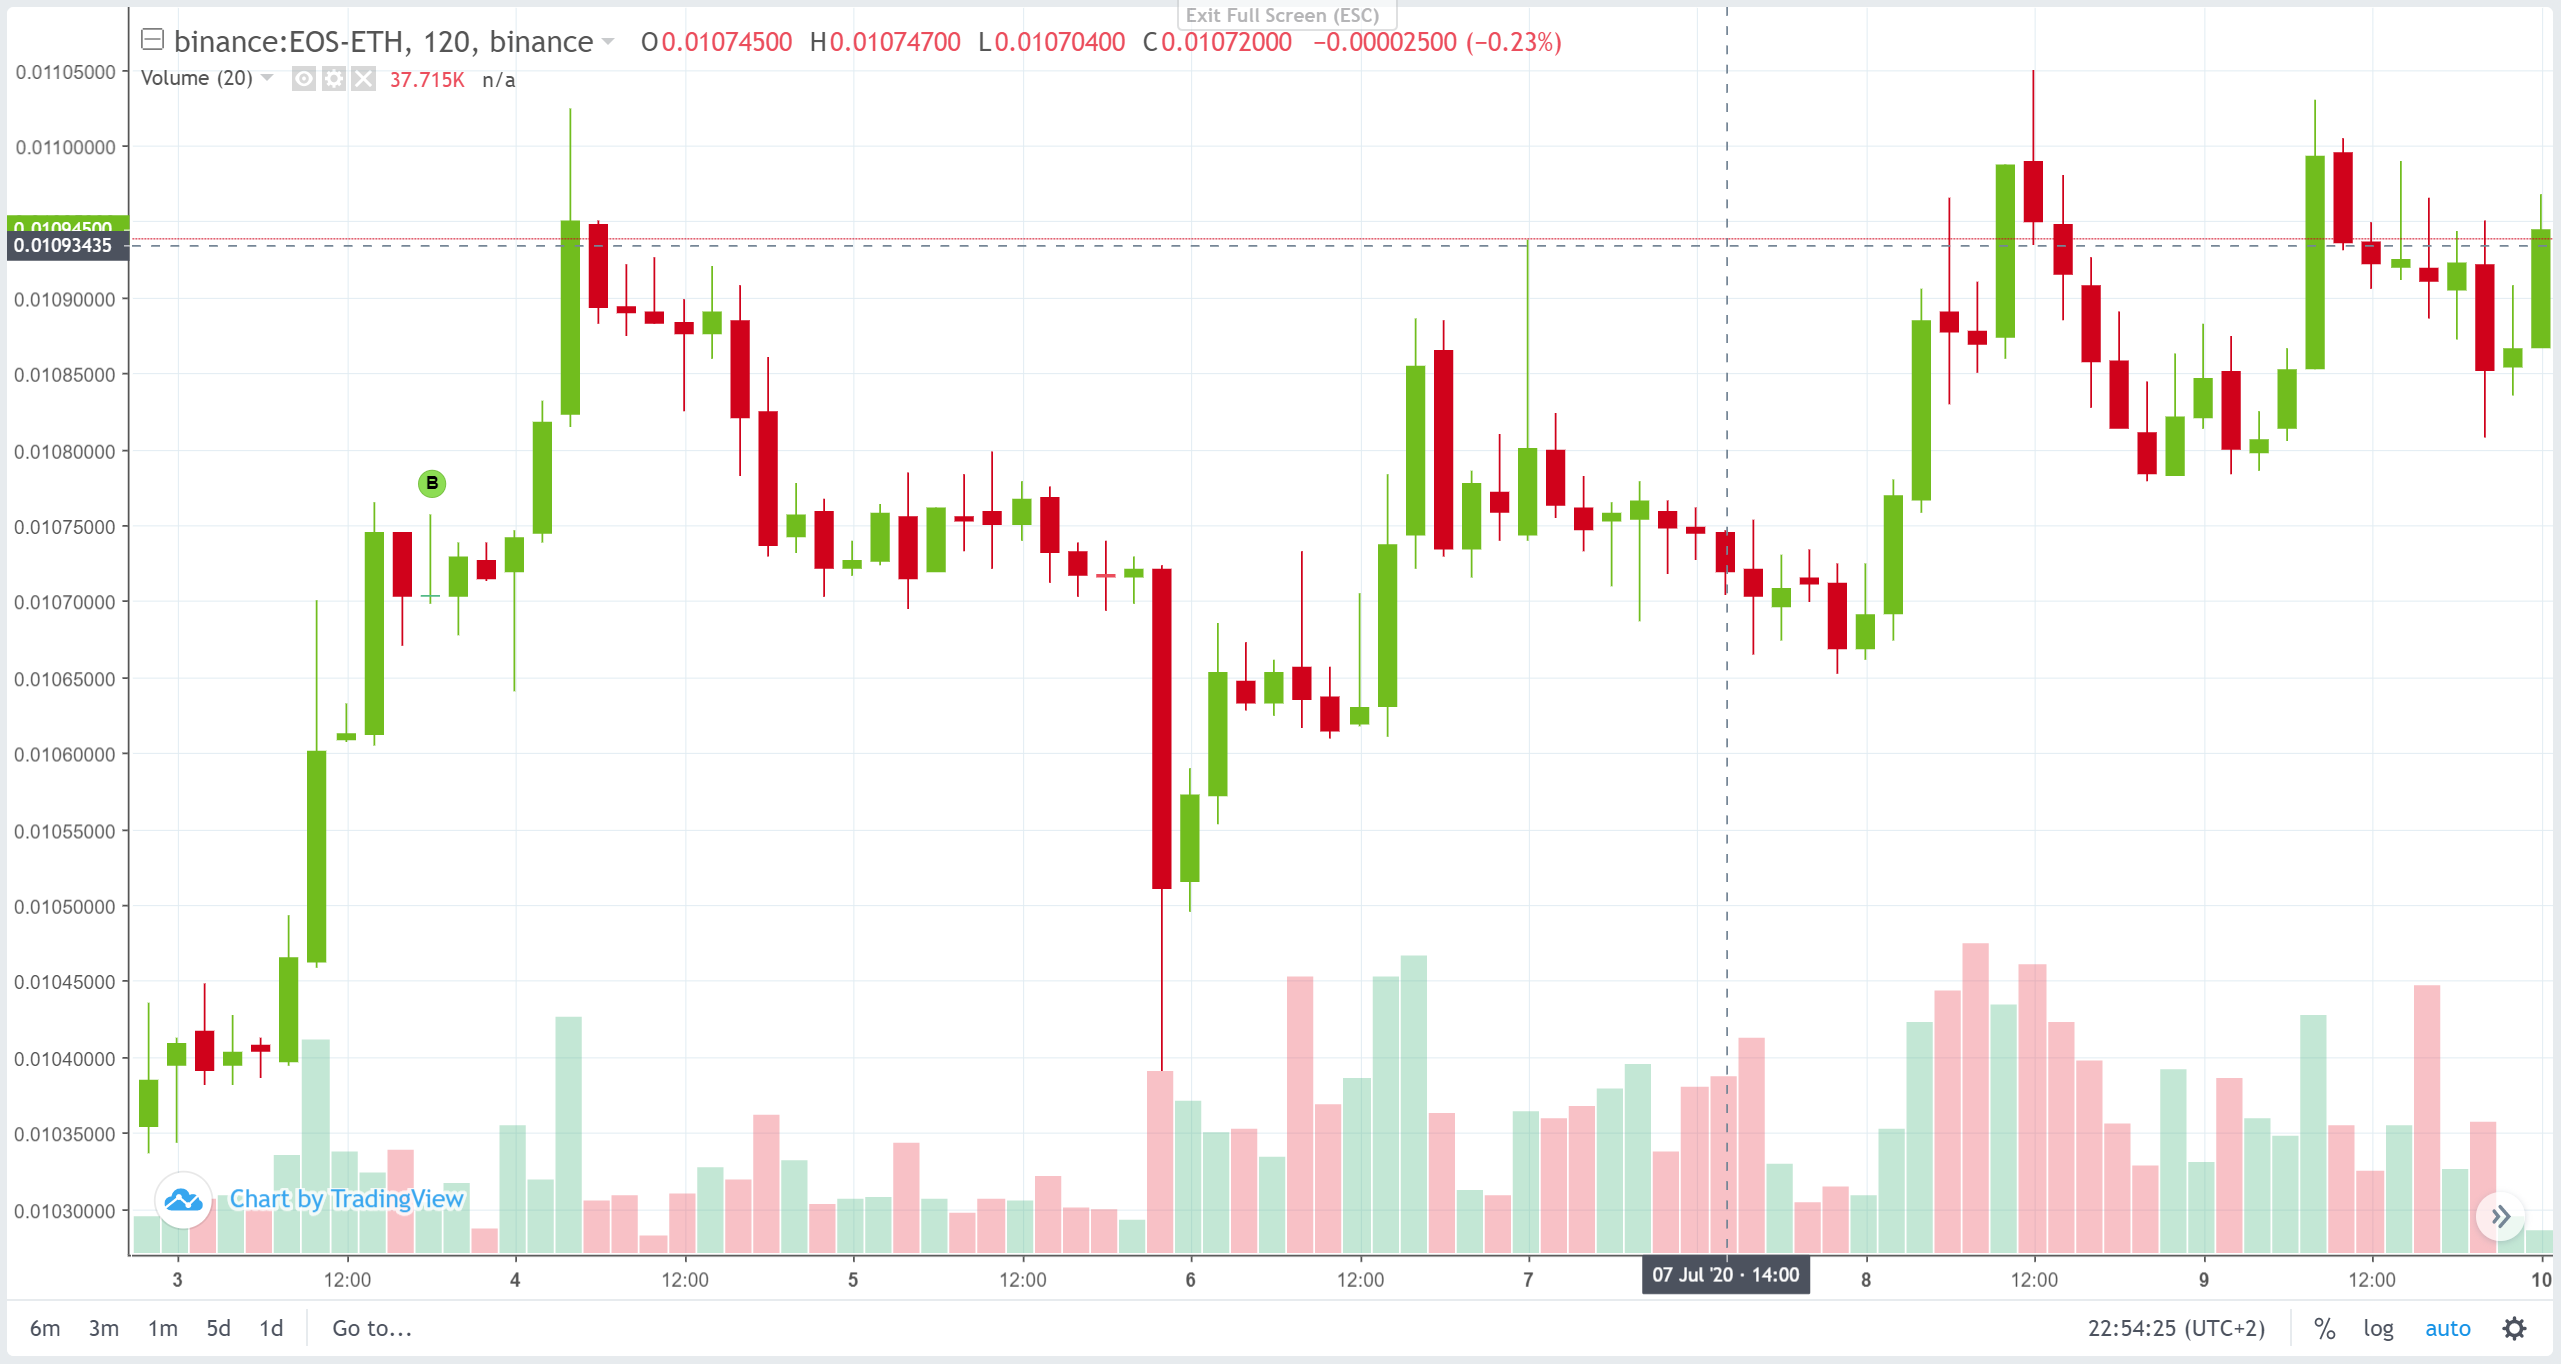 Exit Full Screen (ESC)
binance:EOS-ETH, 120, binance O0.01074500 H0.01074700 L0.01070400 C0.01072000 −0.00002500 (−0.23%)
Volume (20) 37.715K n/a
0.01105000
0.01100000
0.01094500
0.01093435
0.01090000
0.01085000
0.01080000
0.01075000
0.01070000
0.01065000
0.01060000
0.01055000
0.01050000
0.01045000
0.01040000
0.01035000
0.01030000
B
Chart by TradingView
3 12:00 4 12:00 5 12:00 6 12:00 7 07 Jul '20 · 14:00 8 12:00 9 12:00 10
6m 3m 1m 5d 1d Go to... 22:54:25 (UTC+2) % log auto